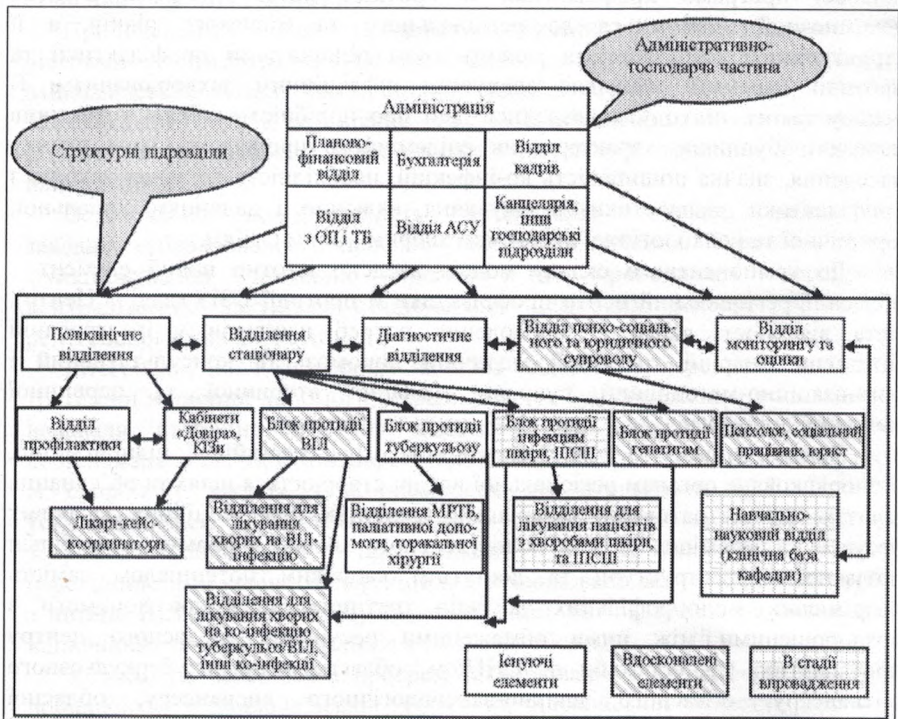 Адміністративно-
господарча частина
Структурні підрозділи
Адміністрація
Планово-
фінансовий
відділ
Бухгалтерія
Відділ
кадрів
Відділ
з ОП і ТБ
Відділ АСУ
Канцелярія,
інші
господарські
підрозділи
Поліклінічне
відділення
Відділення
стаціонару
Діагностичне
відділення
Відділ психо-соціаль-
ного та юридичного
супроводу
Відділ
моніторингу та
оцінки
Відділ
профілактики
Кабінети
«Довіра»,
КІЗи
Блок протидії
ВІЛ
Блок протидії
туберкульозу
Блок протидії
інфекціям
шкіри, ІПСШ
Блок протидії
гепатитам
Психолог, соціальний
працівник, юрист
Лікарі-кейс-
координатори
Відділення для
лікування
хворих на ВІЛ-
інфекцію
Відділення МРТБ,
паліативної допо-
моги, торакальної
хірургії
Відділення для
лікування пацієнтів
з хворобами шкіри,
та ІПСШ
Навчально-
науковий відділ
(клінічна база
кафедри)
Відділення для
лікування хворих
на ко-інфекцію
туберкульоз/ВІЛ,
інші ко-інфекції
Існуючі
елементи
Вдосконалені
елементи
В стадії
впровадження